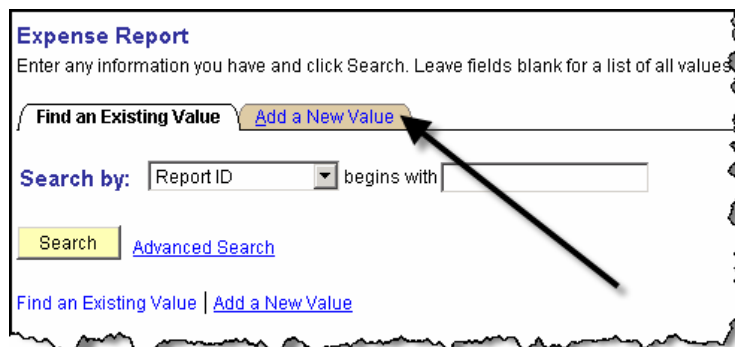 Expense Report
Enter any information you have and click Search. Leave fields blank for a list of all values
Find an Existing Value Add a New Value
Search by: Report ID begins with
Search Advanced Search
Find an Existing Value | Add a New Value